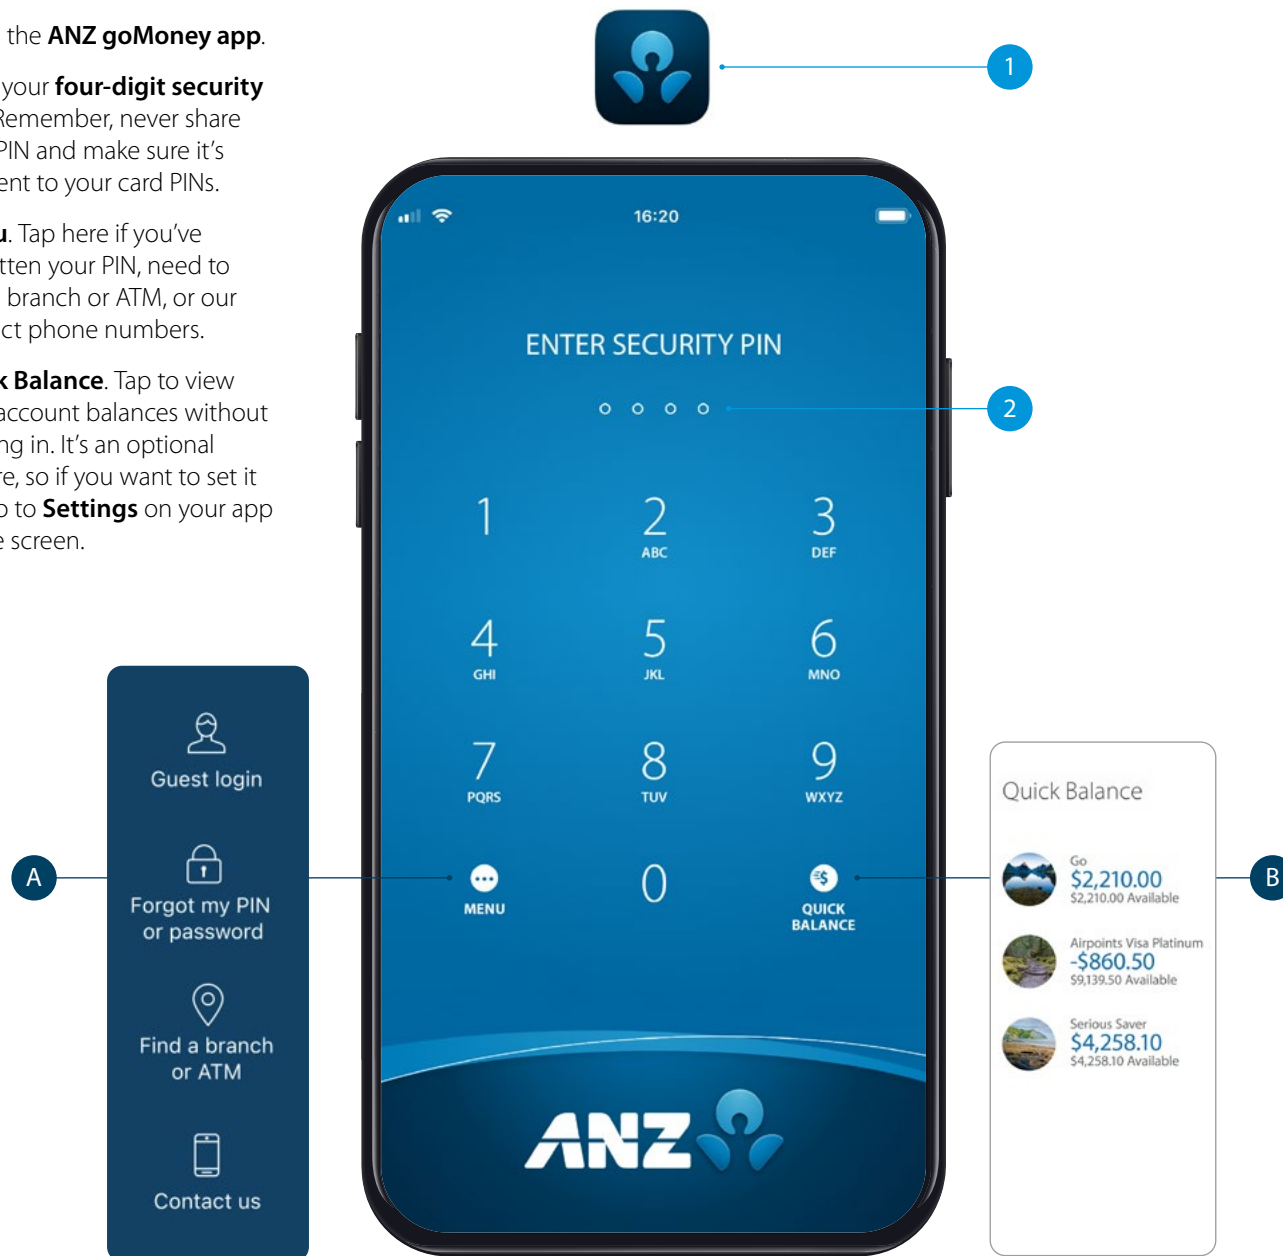 the ANZ goMoney app.
your four-digit security
Remember, never share
PIN and make sure it's
ent to your card PINs.
u. Tap here if you've
tten your PIN, need to
branch or ATM, or our
ct phone numbers.
k Balance. Tap to view
account balances without
ng in. It's an optional
re, so if you want to set it
o to Settings on your app
e screen.
1
16:20
ENTER SECURITY PIN
2
1
2
ABC
3
DEF
4
GHI
5
JKL
6
MNO
7
PQRS
8
TUV
9
WXYZ
MENU
0
QUICK
BALANCE
ANZ
A
Guest login
Forgot my PIN
or password
Find a branch
or ATM
Contact us
B
Quick Balance
Go
$2,210.00
$2,210.00 Available
Airpoints Visa Platinum
-$860.50
$9,139.50 Available
Serious Saver
$4,258.10
$4,258.10 Available